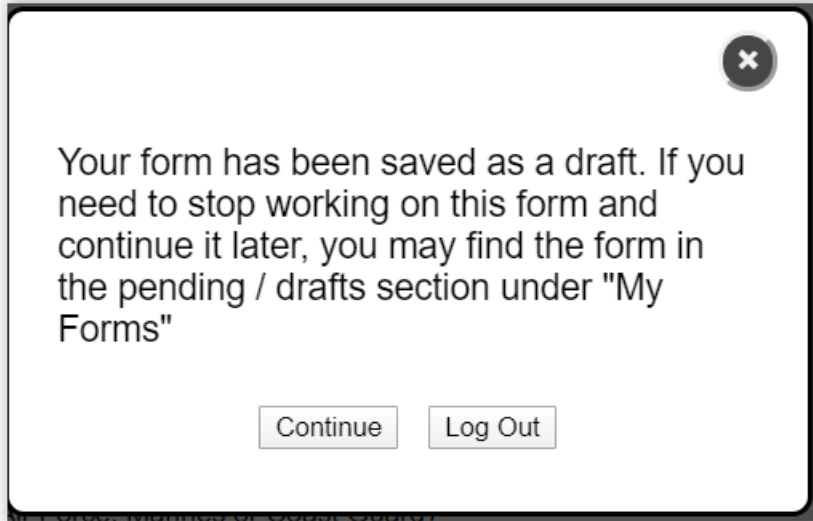 Your form has been saved as a draft. If you
need to stop working on this form and
continue it later, you may find the form in
the pending / drafts section under "My
Forms"
Continue Log Out